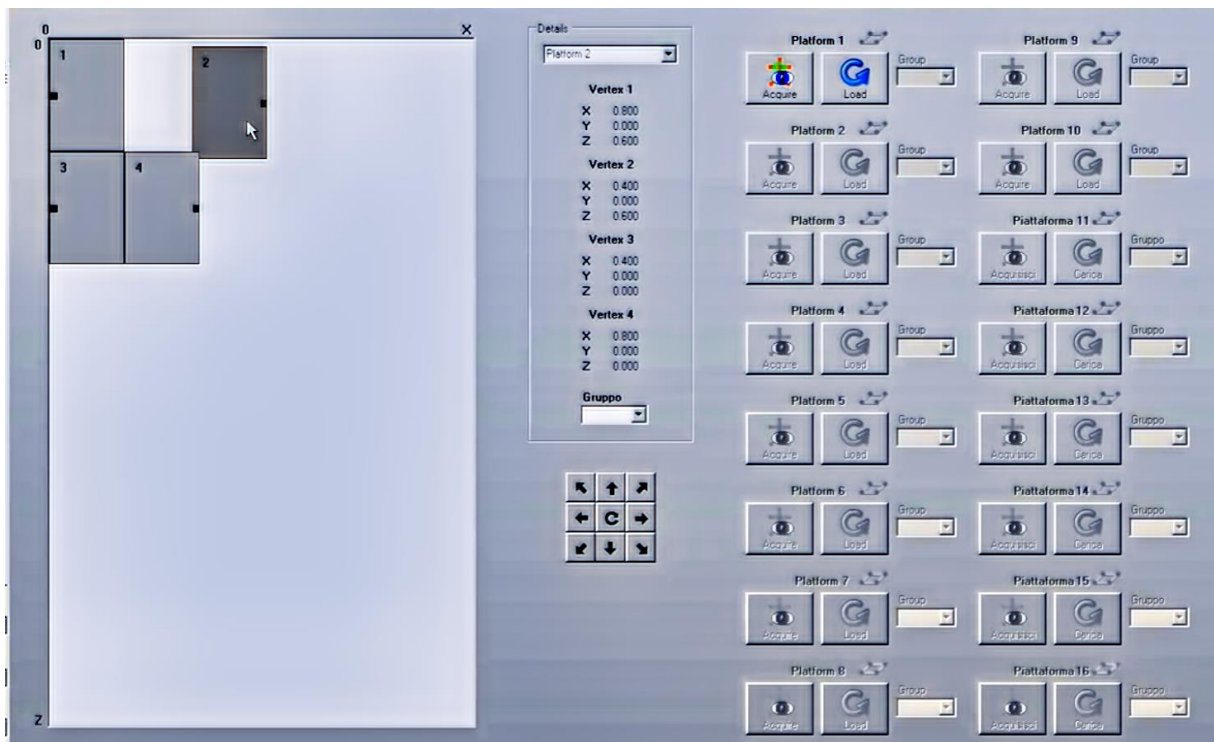 0
X
0
1
2
3
4
Z
Details
Platform 2
Vertex 1
X 0.800
Y 0.000
Z 0.600
Vertex 2
X 0.400
Y 0.000
Z 0.600
Vertex 3
X 0.400
Y 0.000
Z 0.000
Vertex 4
X 0.800
Y 0.000
Z 0.000
Gruppo
Platform 1
Acquire Load Group
Platform 2
Acquire Load Group
Platform 3
Acquire Load Group
Platform 4
Acquire Load Group
Platform 5
Acquire Load Group
Platform 6
Acquire Load Group
Platform 7
Acquire Load Group
Platform 8
Acquire Load Group
Platform 9
Acquire Load Group
Platform 10
Acquire Load Group
Piattaforma 11
Acquisisci Carica Gruppo
Piattaforma 12
Acquisisci Carica Gruppo
Piattaforma 13
Acquisisci Carica Gruppo
Piattaforma 14
Acquisisci Carica Gruppo
Piattaforma 15
Acquisisci Carica Gruppo
Piattaforma 16
Acquisisci Carica Gruppo